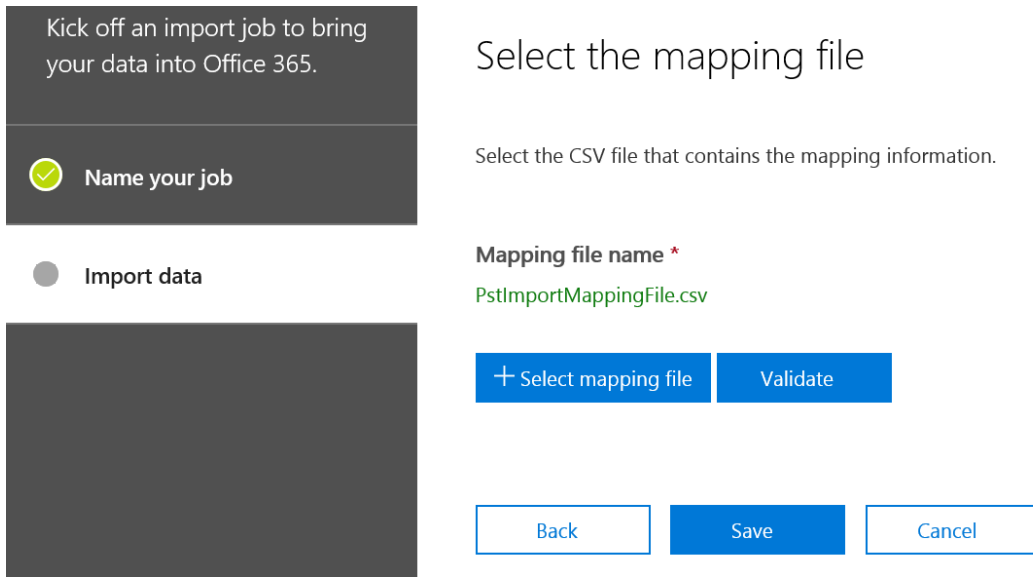 Kick off an import job to bring
your data into Office 365.
Name your job
Import data
Select the mapping file
Select the CSV file that contains the mapping information.
Mapping file name *
PstImportMappingFile.csv
+ Select mapping file
Validate
Back
Save
Cancel